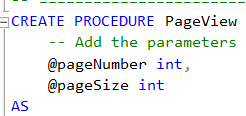 -- ------------------------
CREATE PROCEDURE PageView
-- Add the parameters
@pageNumber int,
@pageSize int
AS